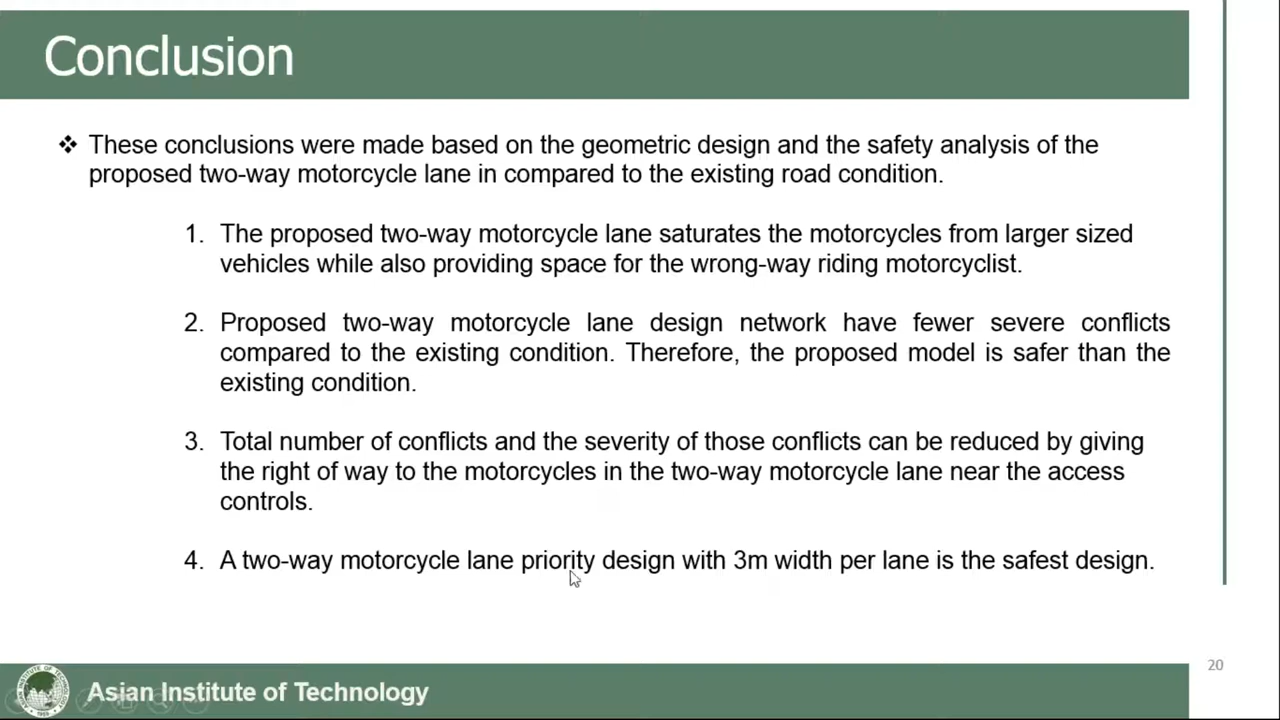 Conclusion
❖ These conclusions were made based on the geometric design and the safety analysis of the
proposed two-way motorcycle lane in compared to the existing road condition.
1. The proposed two-way motorcycle lane saturates the motorcycles from larger sized
vehicles while also providing space for the wrong-way riding motorcyclist.
2. Proposed two-way motorcycle lane design network have fewer severe conflicts
compared to the existing condition. Therefore, the proposed model is safer than the
existing condition.
3. Total number of conflicts and the severity of those conflicts can be reduced by giving
the right of way to the motorcycles in the two-way motorcycle lane near the access
controls.
4. A two-way motorcycle lane priority design with 3m width per lane is the safest design.
20
Asian Institute of Technology